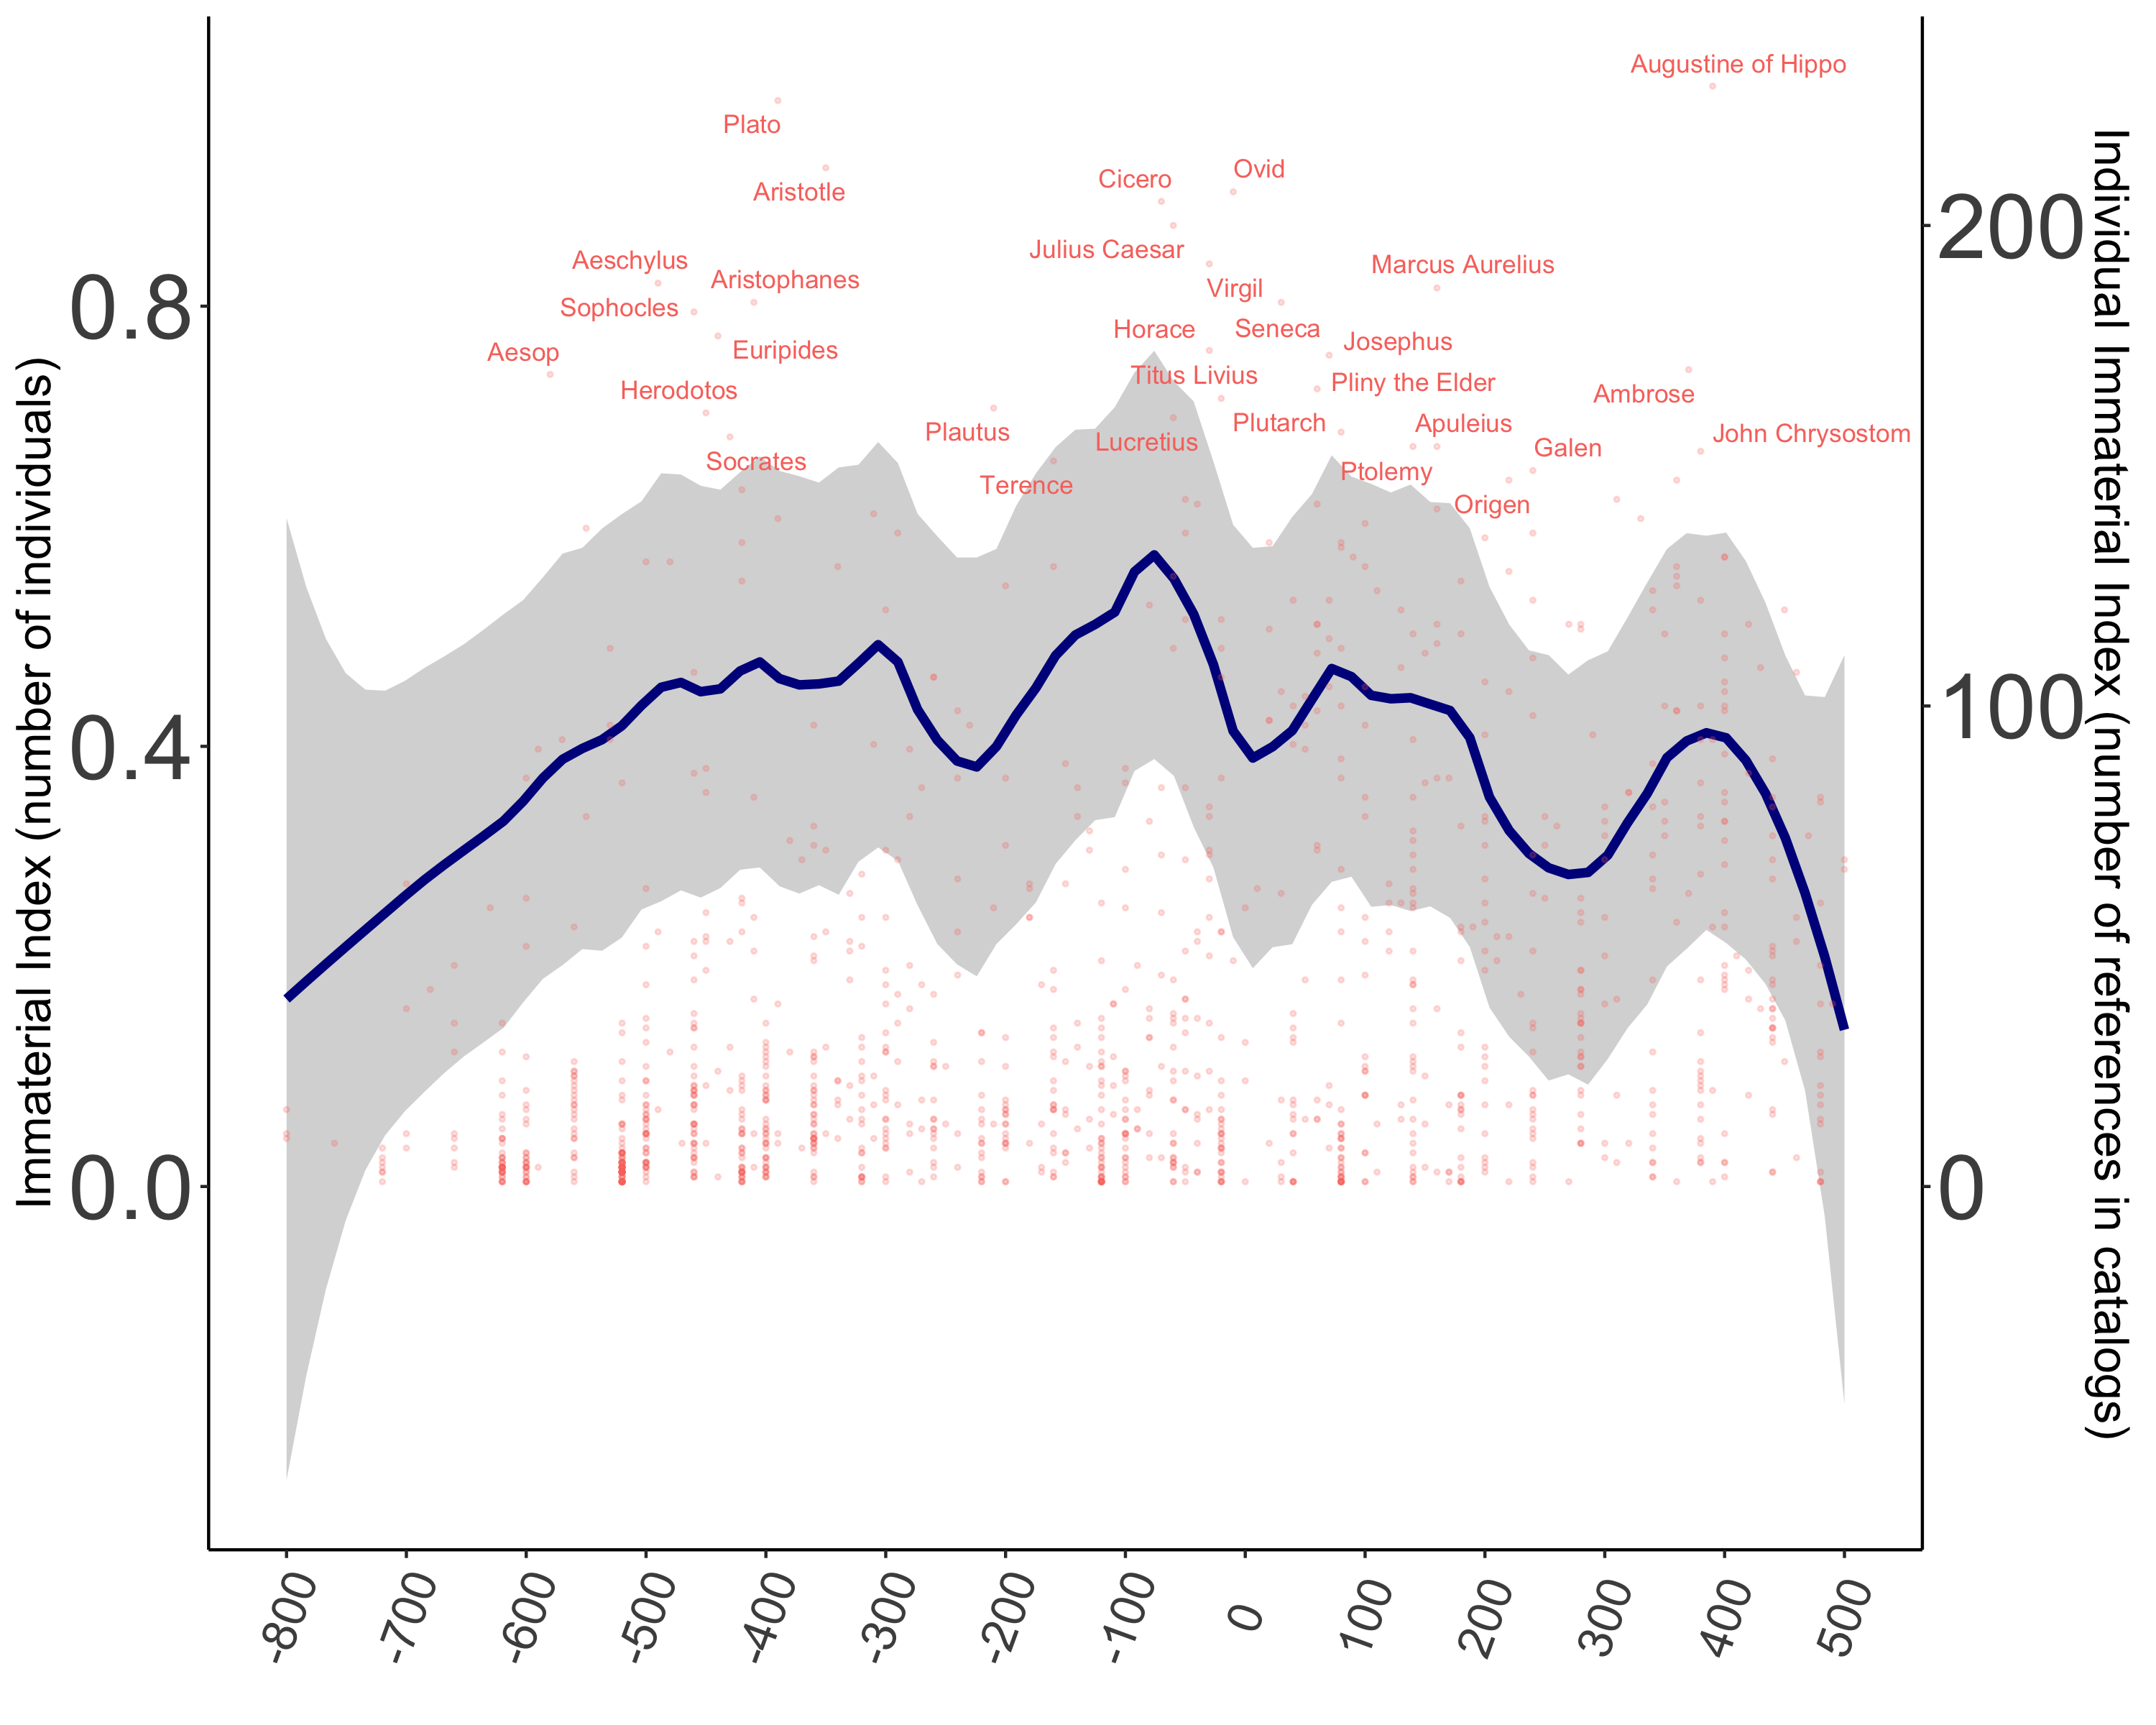 Augustine of Hippo
Plato
Ovid
Cicero
Aristotle
Julius Caesar
Aeschylus
Marcus Aurelius
Aristophanes
Virgil
Sophocles
Horace
Seneca
Josephus
Euripides
Aesop
Titus Livius
Pliny the Elder
Herodotos
Ambrose
Plutarch
Apuleius
Plautus
John Chrysostom
Lucretius
Galen
Socrates
Ptolemy
Terence
Origen
0.8
0.4
0.0
200
100
0
-800
-700
-600
-500
-400
-300
-200
-100
0
100
200
300
400
500
Immaterial Index (number of individuals)
Individual Immaterial Index (number of references in catalogs)